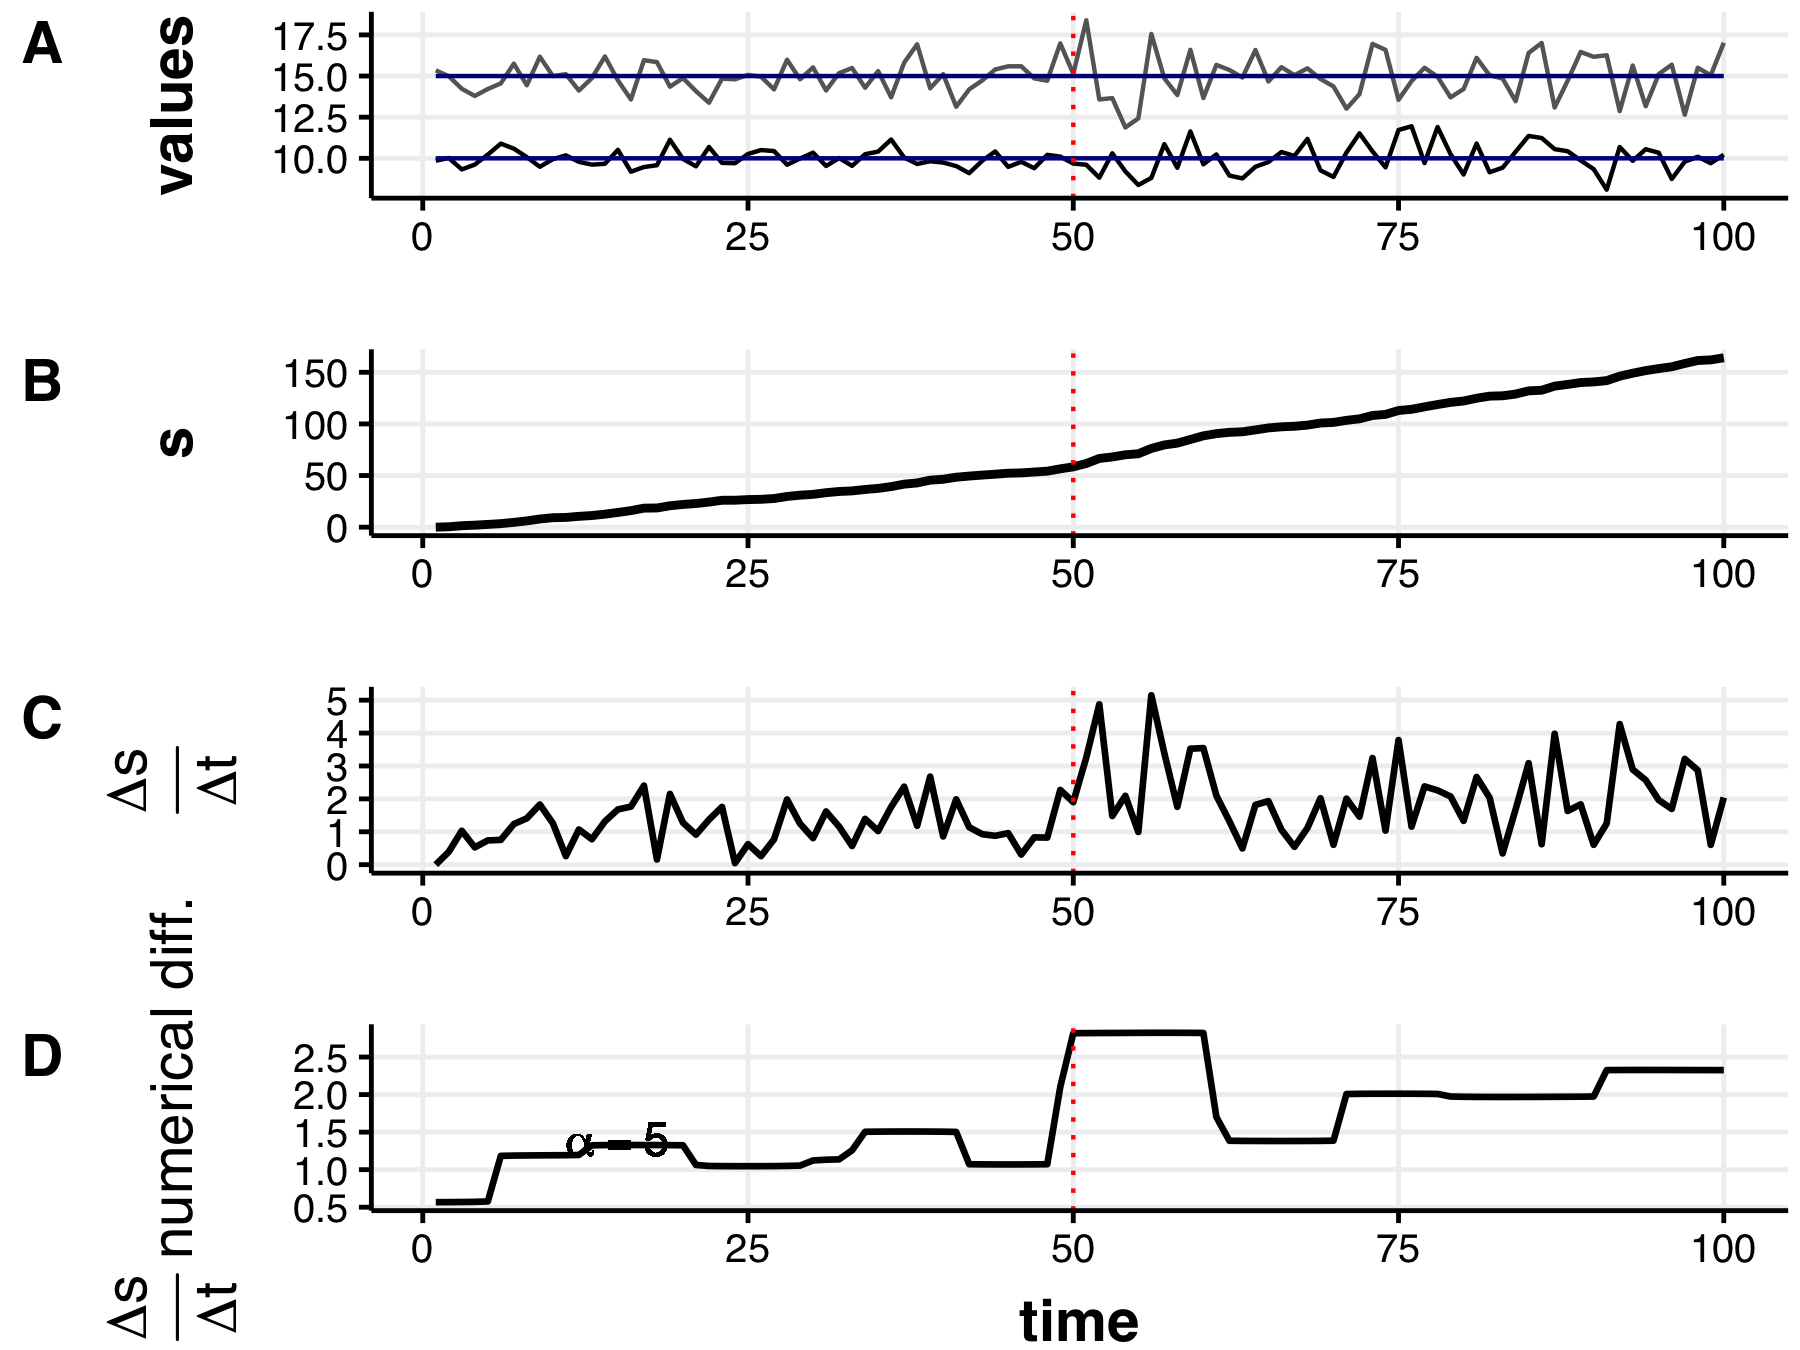 A
values
17.5
15.0
12.5
10.0
0 25 50 75 100
B
s
150
100
50
0
0 25 50 75 100
C
Δs
Δt
5
4
3
2
1
0
0 25 50 75 100
D
Δs
Δt
numerical diff.
2.5
2.0
1.5
1.0
0.5
α = 5
0 25 50 75 100
time